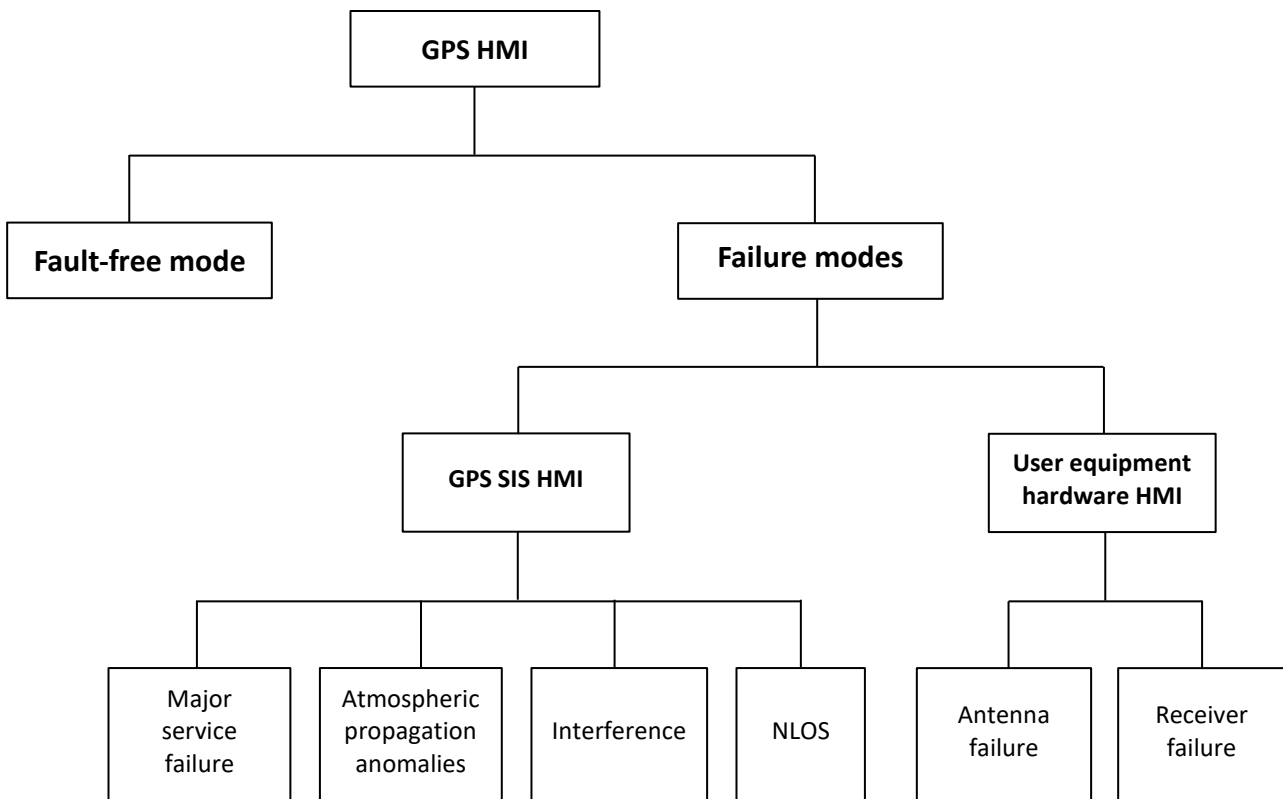 GPS HMI
Fault-free mode
Failure modes
GPS SIS HMI
User equipment
hardware HMI
Major
service
failure
Atmospheric
propagation
anomalies
Interference
NLOS
Antenna
failure
Receiver
failure